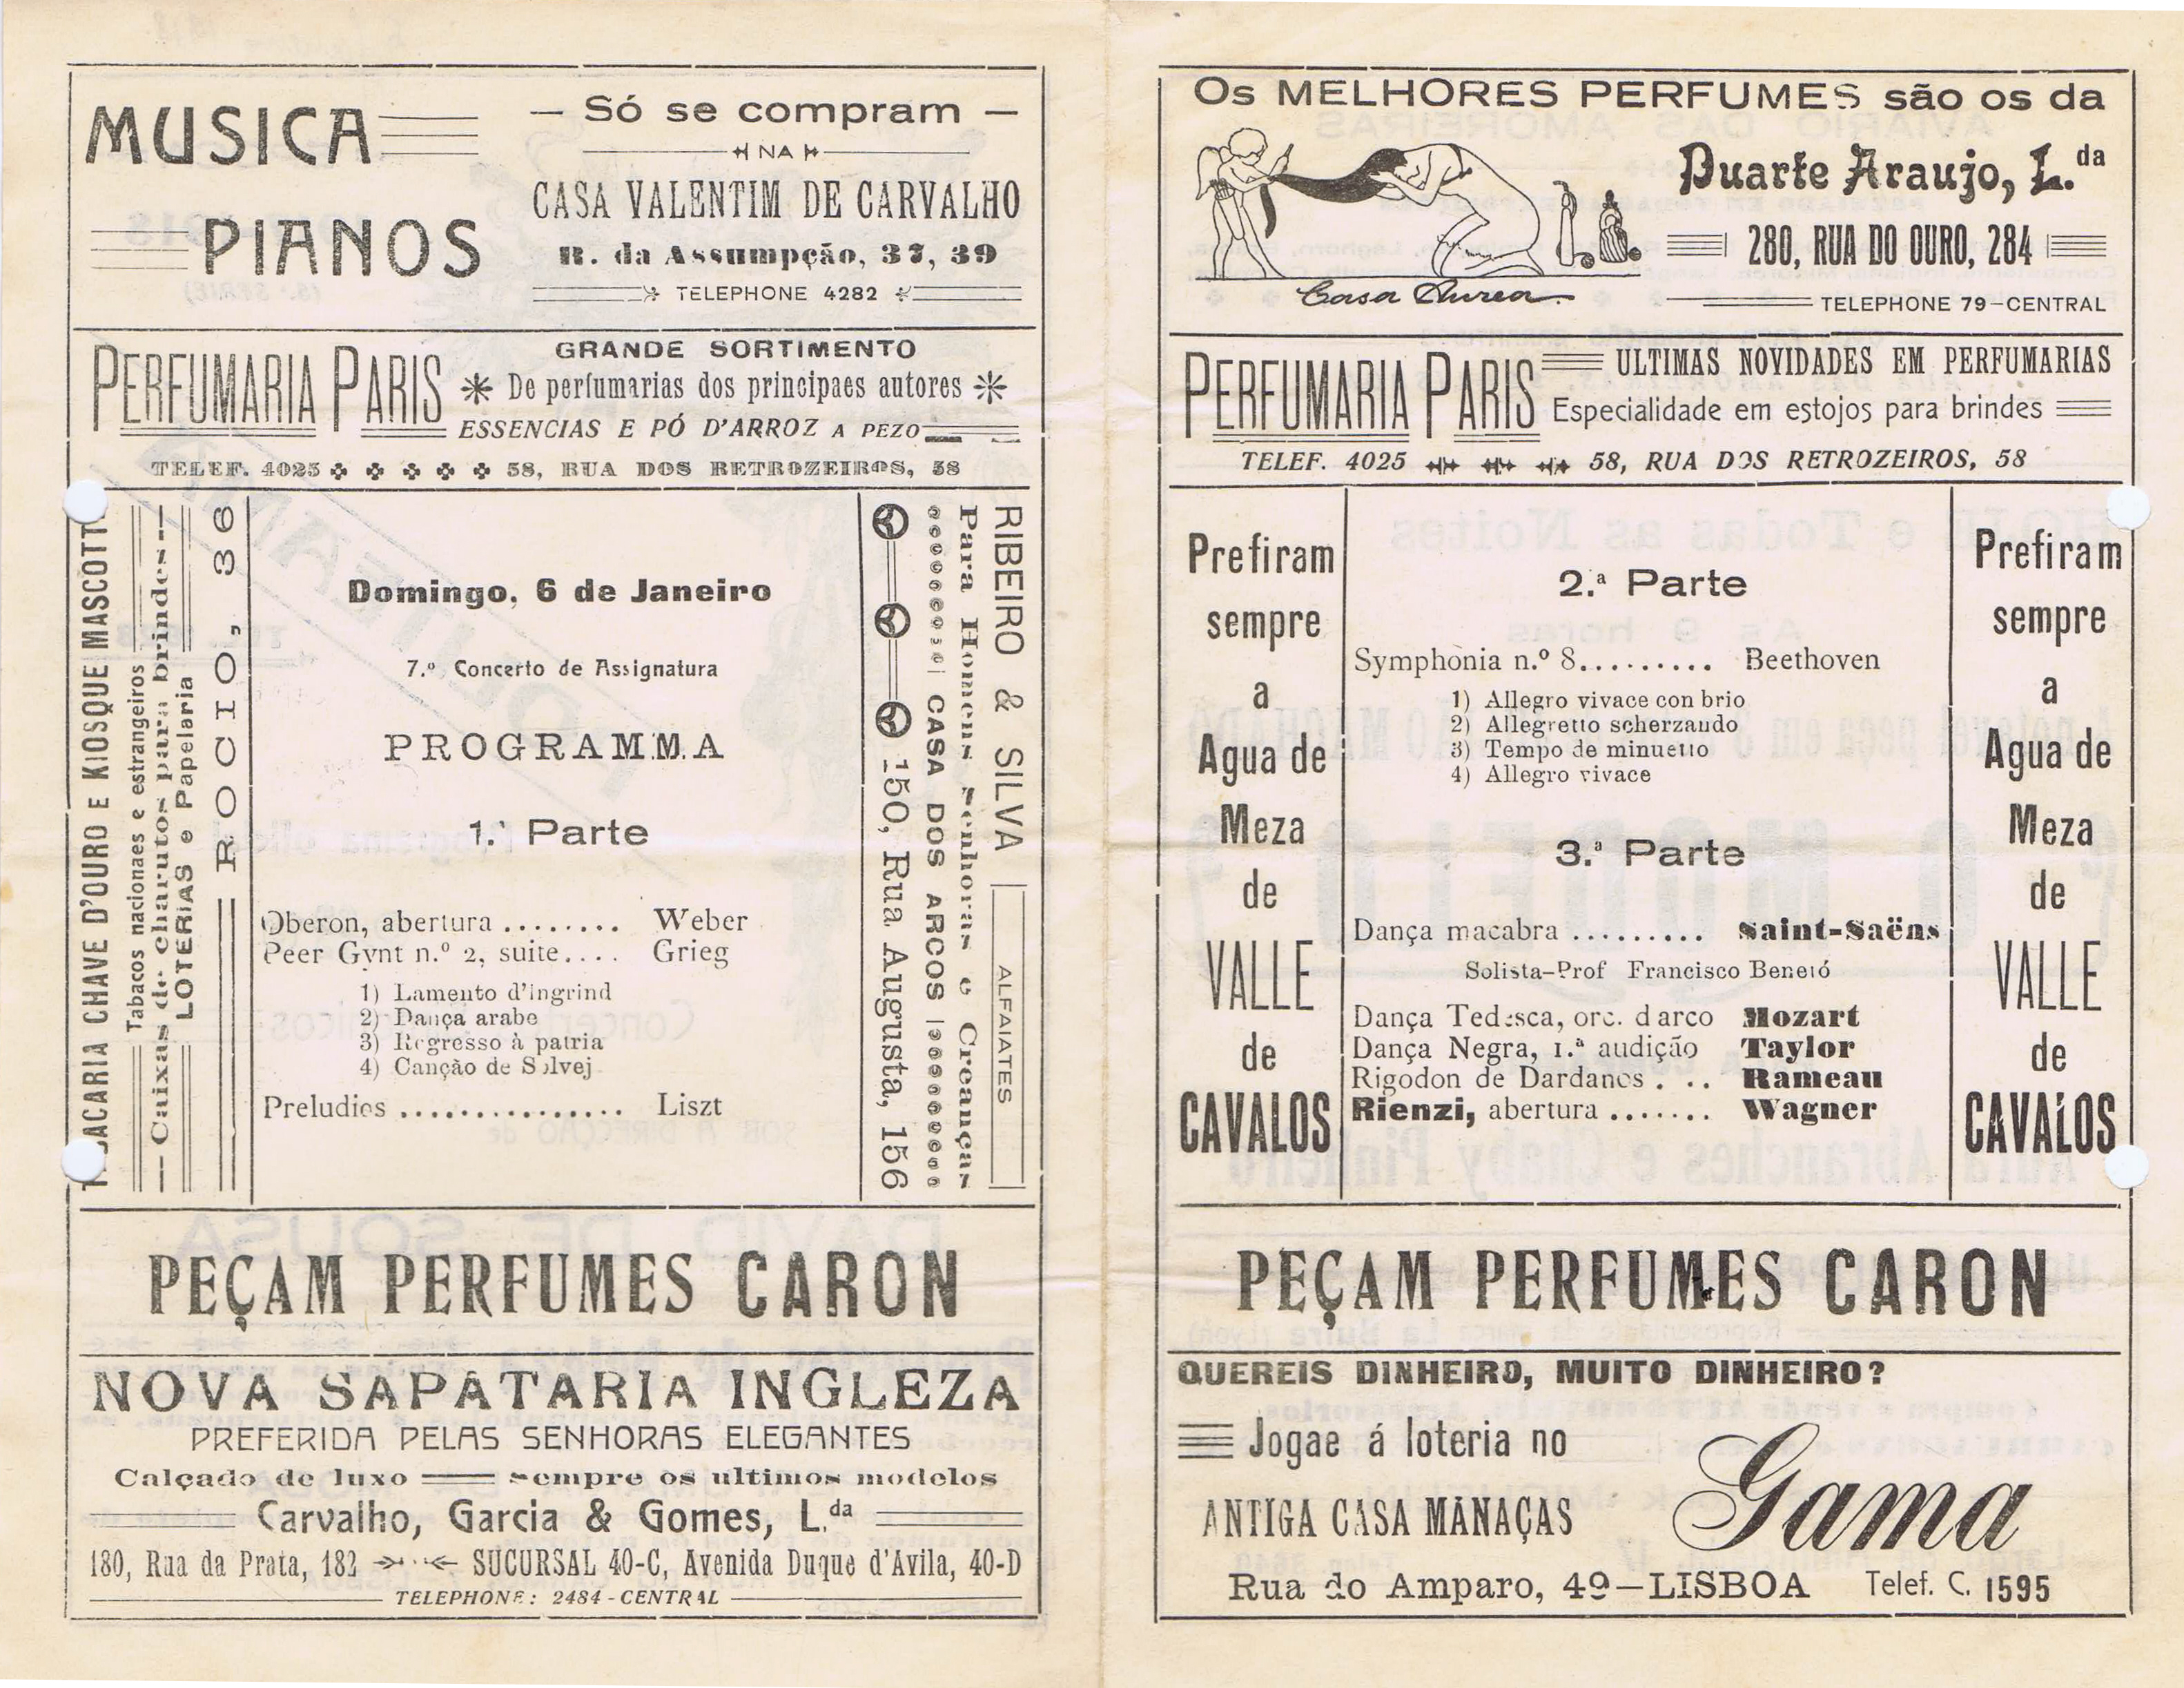 MUSICA
PIANOS
— Só se compram —
NA
CASA VALENTIM DE CARVALHO
R. da Assumpção, 37, 39
TELEPHONE 4282
PERFUMARIA PARIS
GRANDE SORTIMENTO
De perfumarias dos principaes autores
ESSENCIAS E PÓ D'ARROZ A PEZO
TELEF. 4025 58, RUA DOS RETROZEIROS, 58
TABACARIA CHAVE D'OURO E KIOSQUE MASCOTTE
Tabacos nacionaes e estrangeiros
— Caixas de charutos para brindes —
LOTERIAS e Papelaria
ROCIO, 36
Domingo, 6 de Janeiro
7.º Concerto de Assignatura
PROGRAMMA
1.ª Parte
Oberon, abertura ........ Weber
Peer Gynt n.º 2, suite.... Grieg
1) Lamento d'Ingrind
2) Dança arabe
3) Regresso à patria
4) Canção de Solvej
Preludios ............... Liszt
RIBEIRO & SILVA ALFAIATES
Para Homens, Senhoras e Creanças
CASA DOS ARCOS
150, Rua Augusta, 156
PEÇAM PERFUMES CARON
NOVA SAPATARIA INGLEZA
PREFERIDA PELAS SENHORAS ELEGANTES
Calçado de luxo — Sempre os ultimos modelos
Carvalho, Garcia & Gomes, L.da
180, Rua da Prata, 182 SUCURSAL 40-C, Avenida Duque d'Avila, 40-D
TELEPHONE: 2484-CENTRAL
Os MELHORES PERFUMES são os da
Duarte Araujo, L.da
280, RUA DO OURO, 284
Casa Aurea
TELEPHONE 79—CENTRAL
PERFUMARIA PARIS
ULTIMAS NOVIDADES EM PERFUMARIAS
Especialidade em estojos para brindes
TELEF. 4025 58, RUA DOS RETROZEIROS, 58
Prefiram
sempre
a
Agua de
Meza
de
VALLE
de
CAVALOS
2.ª Parte
Symphonia n.º 8......... Beethoven
1) Allegro vivace con brio
2) Allegretto scherzando
3) Tempo de minuetto
4) Allegro vivace
3.ª Parte
Dança macabra ......... Saint-Saëns
Solista-Prof Francisco Benetó
Dança Tedesca, orc. d arco Mozart
Dança Negra, 1.ª audição Taylor
Rigodon de Dardanos . .. Rameau
Rienzi, abertura ....... Wagner
Prefiram
sempre
a
Agua de
Meza
de
VALLE
de
CAVALOS
PEÇAM PERFUMES CARON
QUEREIS DINHEIRO, MUITO DINHEIRO?
Jogae á loteria no
Gama
ANTIGA CASA MANAÇAS
Rua do Amparo, 49—LISBOA Telef. C. 1595